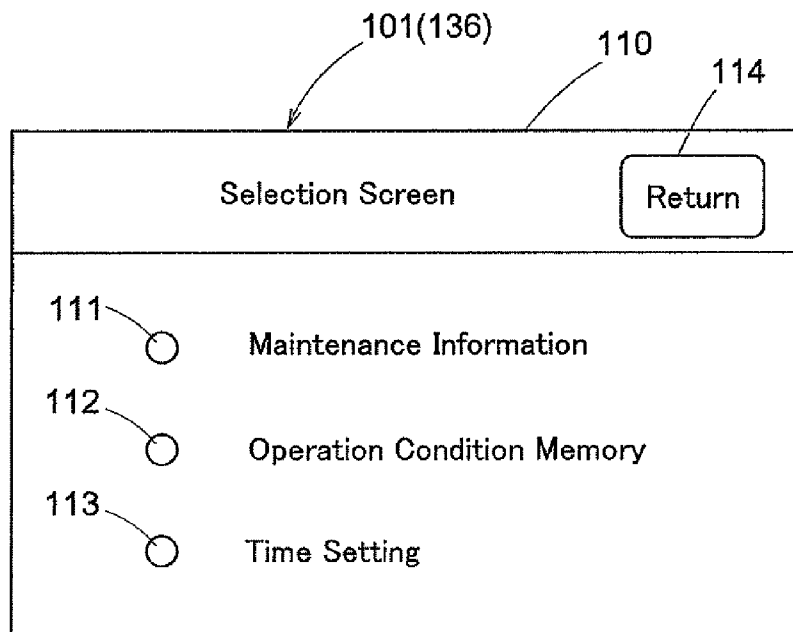 101(136)
110
114
Selection Screen
Return
111
Maintenance Information
112
Operation Condition Memory
113
Time Setting